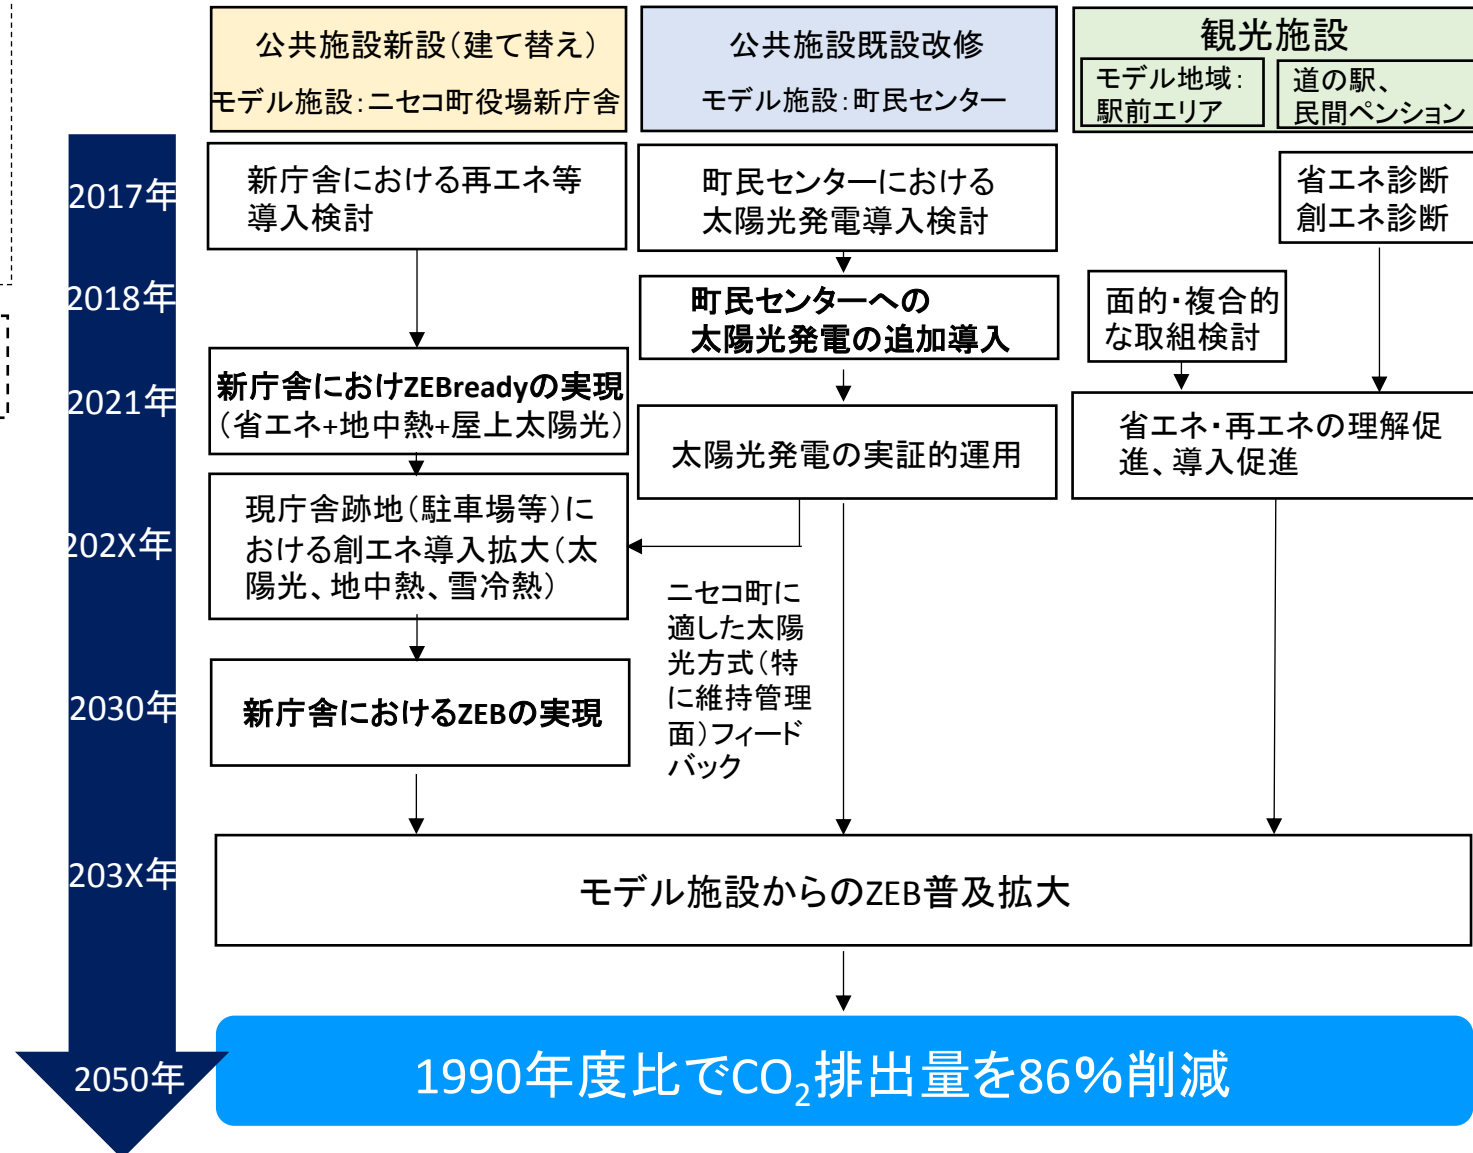 公共施設新設(建て替え)
モデル施設:ニセコ町役場新庁舎
公共施設既設改修
モデル施設:町民センター
観光施設
モデル地域:
駅前エリア
道の駅、
民間ペンション
2017年
新庁舎における再エネ等
導入検討
町民センターにおける
太陽光発電導入検討
省エネ診断
創エネ診断
2018年
町民センターへの
太陽光発電の追加導入
面的・複合的
な取組検討
2021年
新庁舎におけZEBreadyの実現
(省エネ+地中熱+屋上太陽光)
太陽光発電の実証的運用
省エネ・再エネの理解促
進、導入促進
202X年
現庁舎跡地(駐車場等)に
おける創エネ導入拡大(太
陽光、地中熱、雪冷熱)
ニセコ町に
適した太陽
光方式(特
に維持管理
面)フィード
バック
2030年
新庁舎におけるZEBの実現
203X年
モデル施設からのZEB普及拡大
2050年
1990年度比でCO₂排出量を86%削減